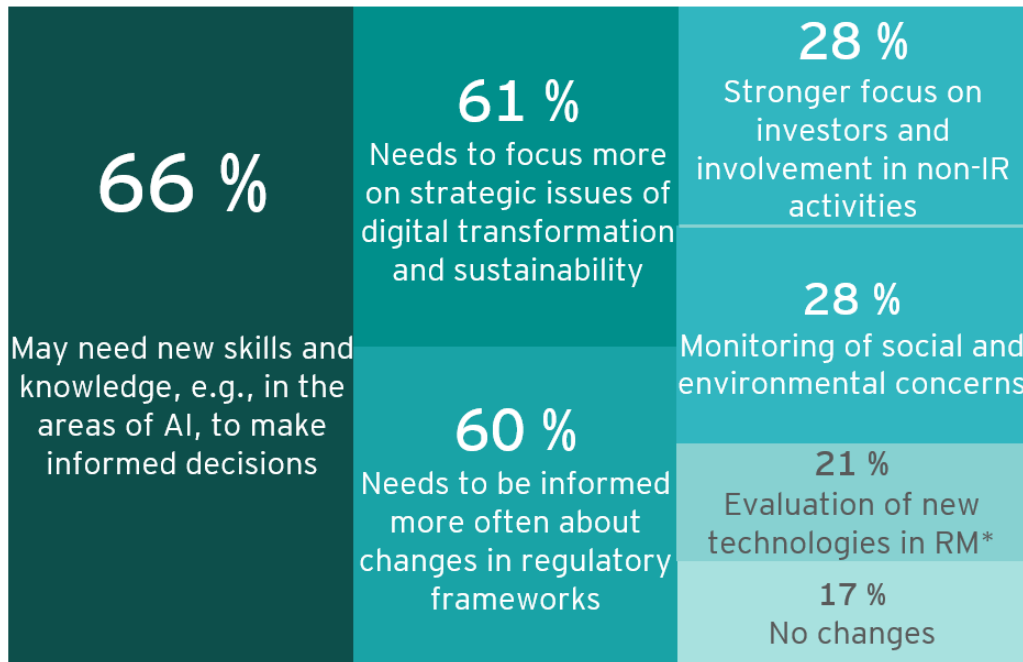 66 %
May need new skills and
knowledge, e.g., in the
areas of AI, to make
informed decisions
61 %
Needs to focus more
on strategic issues of
digital transformation
and sustainability
60 %
Needs to be informed
more often about
changes in regulatory
frameworks
28 %
Stronger focus on
investors and
involvement in non-IR
activities
28 %
Monitoring of social and
environmental concerns
21 %
Evaluation of new
technologies in RM*
17 %
No changes